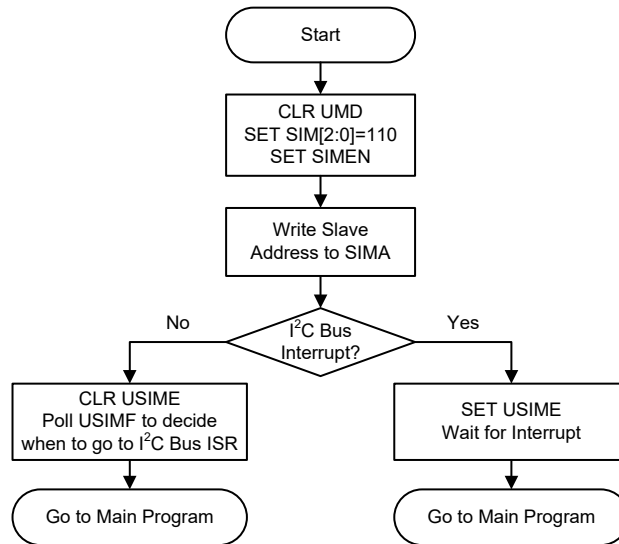 Start
CLR UMD
SET SIM[2:0]=110
SET SIMEN
Write Slave
Address to SIMA
I²C Bus
Interrupt?
No
Yes
CLR USIME
Poll USIMF to decide
when to go to I²C Bus ISR
SET USIME
Wait for Interrupt
Go to Main Program
Go to Main Program